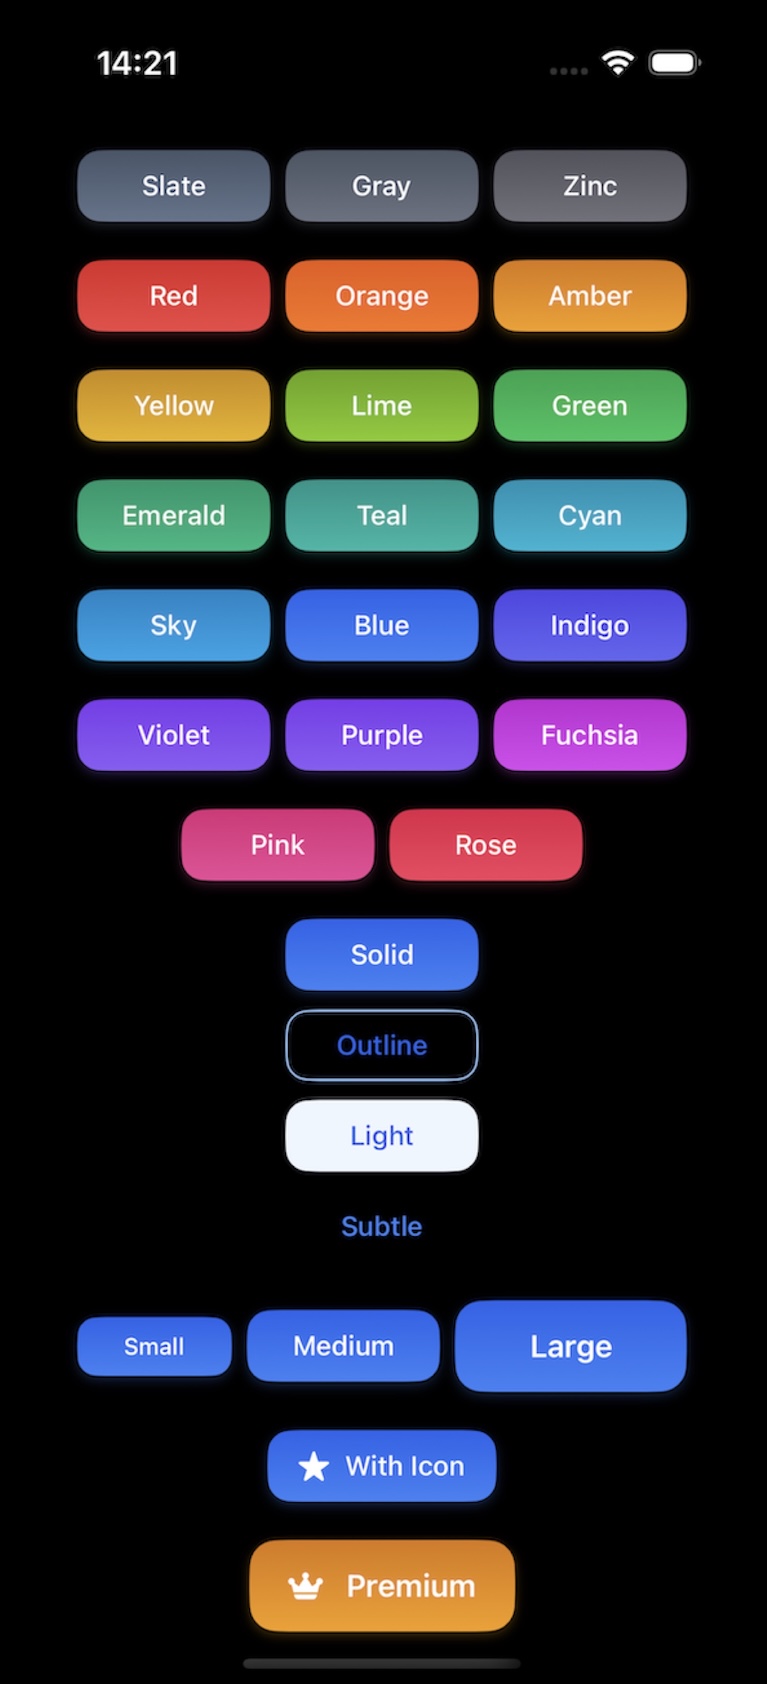 14:21
Slate Gray Zinc
Red Orange Amber
Yellow Lime Green
Emerald Teal Cyan
Sky Blue Indigo
Violet Purple Fuchsia
Pink Rose
Solid
Outline
Light
Subtle
Small Medium Large
With Icon
Premium